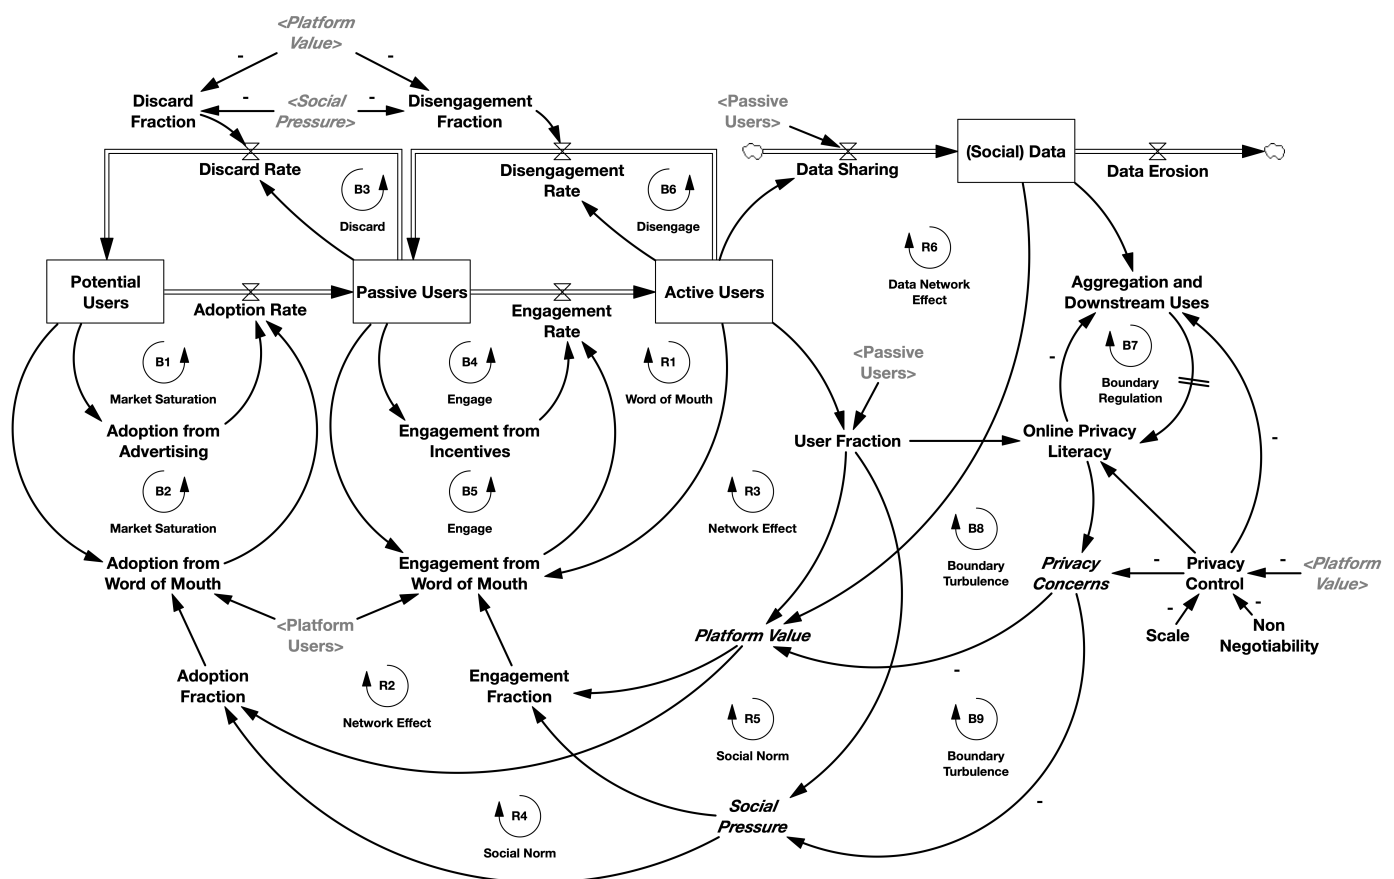 <Platform
Value>
-
-
Discard
Fraction
-
<Social
Pressure>
-
Disengagement
Fraction
<Passive
Users>
Discard Rate
Disengagement
Rate
Data Sharing
(Social) Data
Data Erosion
B3
Discard
B6
Disengage
R6
Data Network
Effect
Potential
Users
Adoption Rate
Passive Users
Engagement
Rate
Active Users
Aggregation and
Downstream Uses
B1
Market Saturation
B4
Engage
R1
Word of Mouth
<Passive
Users>
-
B7
Boundary
Regulation
Adoption from
Advertising
Engagement from
Incentives
User Fraction
Online Privacy
Literacy
-
B2
Market Saturation
B5
Engage
R3
Network Effect
B8
Boundary
Turbulence
Adoption from
Word of Mouth
Engagement from
Word of Mouth
Privacy
Concerns
-
Privacy
Control
-
<Platform
Value>
-
Scale
-
Non
Negotiability
<Platform
Users>
Platform Value
-
Adoption
Fraction
R2
Network Effect
Engagement
Fraction
R5
Social Norm
B9
Boundary
Turbulence
R4
Social Norm
Social
Pressure
-